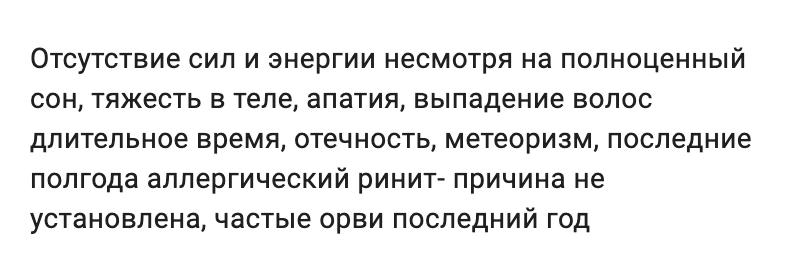 Отсутствие сил и энергии несмотря на полноценный
сон, тяжесть в теле, апатия, выпадение волос
длительное время, отечность, метеоризм, последние
полгода аллергический ринит- причина не
установлена, частые орви последний год